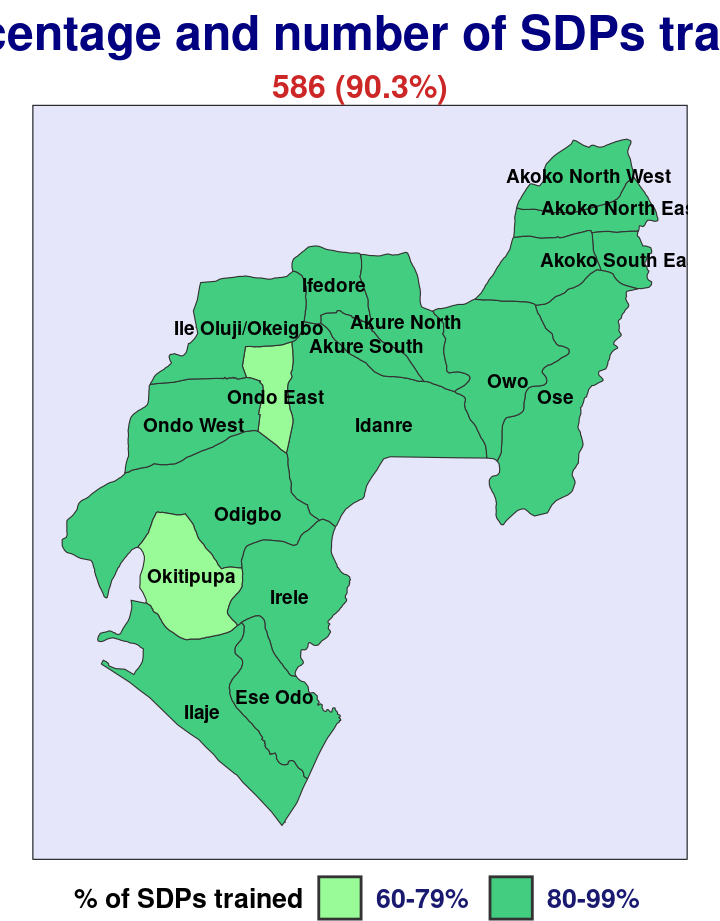 centage and number of SDPs tra
586 (90.3%)
Akoko North West
Akoko North Eas
Akoko South Ea
Ifedore
Ile Oluji/Okeigbo
Akure North
Akure South
Owo
Ondo East
Ose
Ondo West
Idanre
Odigbo
Okitipupa
Irele
Ese Odo
Ilaje
% of SDPs trained 60-79% 80-99%